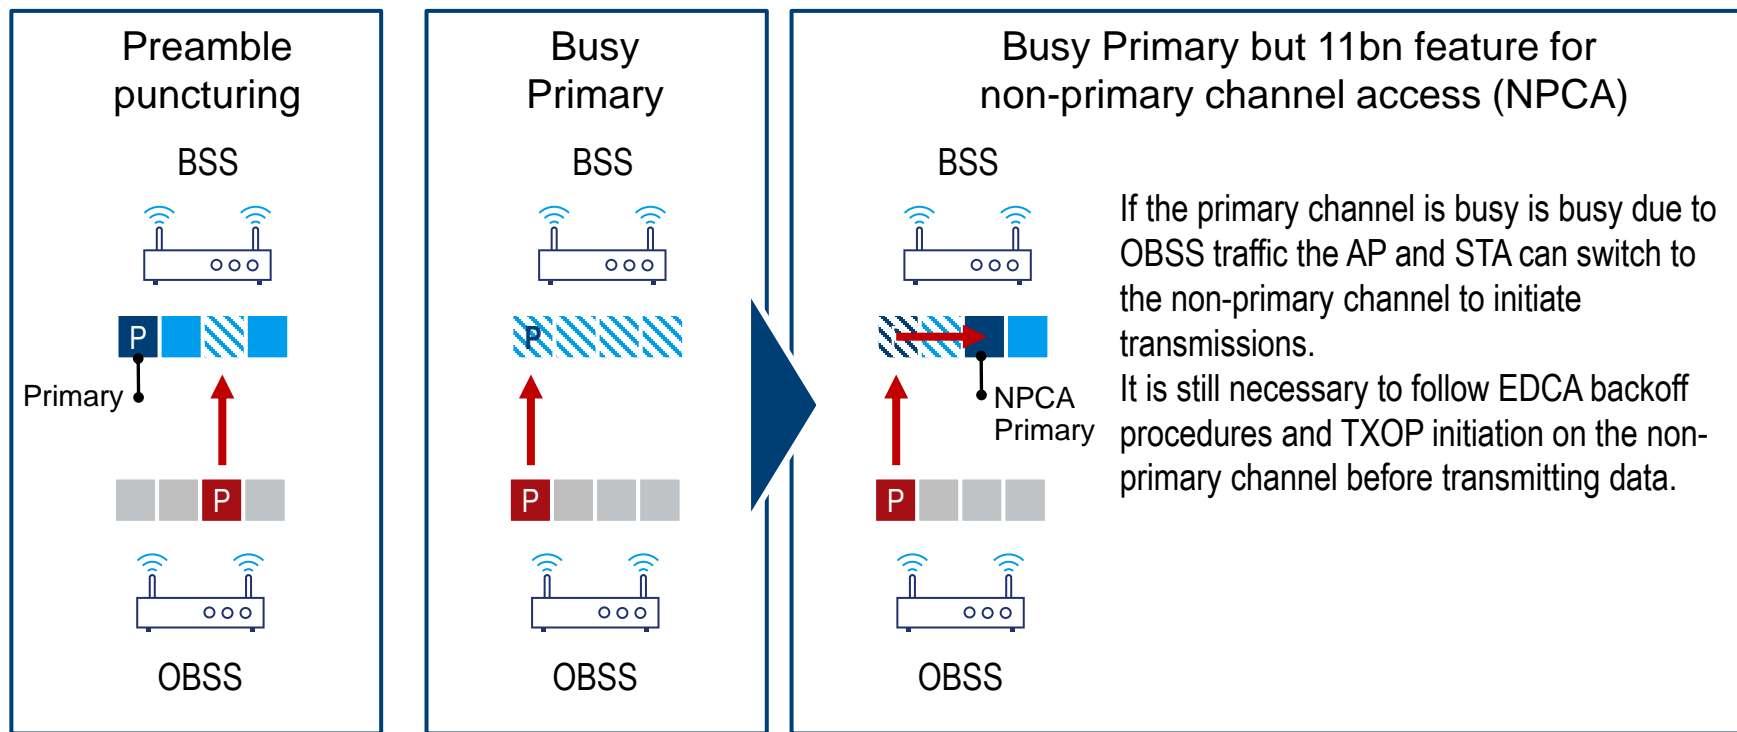 Preamble
puncturing
BSS
P
Primary
P
OBSS
Busy
Primary
BSS
P
P
OBSS
Busy Primary but 11bn feature for
non-primary channel access (NPCA)
BSS
NPCA
Primary
P
OBSS
If the primary channel is busy is busy due to
OBSS traffic the AP and STA can switch to
the non-primary channel to initiate
transmissions.
It is still necessary to follow EDCA backoff
procedures and TXOP initiation on the non-
primary channel before transmitting data.